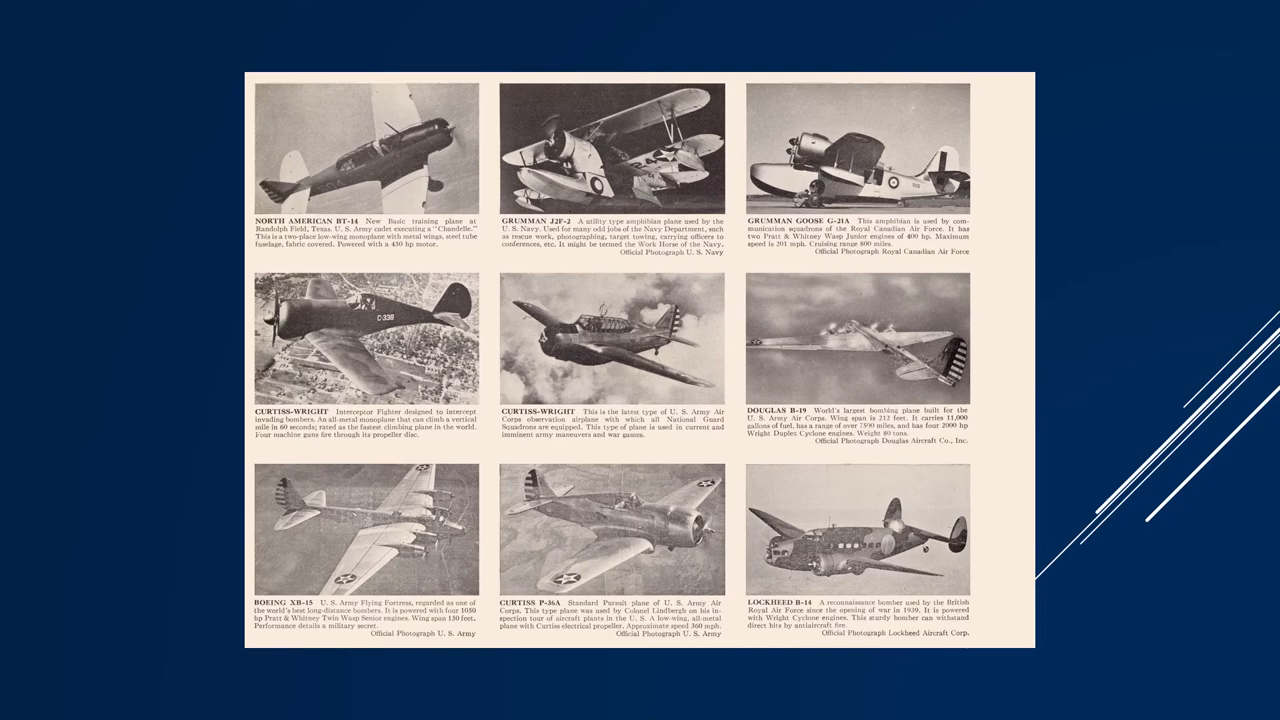 NORTH AMERICAN BT-14 New Basic training plane at
Randolph Field, Texas. U. S. Army cadet executing a "Chandelle."
This is a two-place low-wing monoplane with metal wings, steel tube
fuselage, fabric covered. Powered with a 450 hp motor.
GRUMMAN J2F-2 A utility type amphibian plane used by the
U. S. Navy. Used for many odd jobs of the Navy Department, such
as rescue work, photographing, target towing, carrying officers to
conferences, etc. It might be termed the Work Horse of the Navy.
Official Photograph U. S. Navy
GRUMMAN GOOSE G-21A This amphibian is used by com-
munication squadrons of the Royal Canadian Air Force. It has
two Pratt & Whitney Wasp Junior engines of 400 hp. Maximum
speed is 201 mph. Cruising range 800 miles.
Official Photograph Royal Canadian Air Force
C-338
CURTISS-WRIGHT Interceptor Fighter designed to intercept
invading bombers. An all-metal monoplane that can climb a vertical
mile in 60 seconds; rated as the fastest climbing plane in the world.
Four machine guns fire through its propeller disc.
CURTISS-WRIGHT This is the latest type of U. S. Army Air
Corps observation airplane with which all National Guard
Squadrons are equipped. This type of plane is used in current and
imminent army maneuvers and war games.
DOUGLAS B-19 World's largest bombing plane built for the
U. S. Army Air Corps. Wing span is 212 feet. It carries 11,000
gallons of fuel, has a range of over 7500 miles, and has four 2000 hp
Wright Duplex Cyclone engines. Weight 80 tons.
Official Photograph Douglas Aircraft Co., Inc.
BOEING XB-15 U. S. Army Flying Fortress, regarded as one of
the world's best long-distance bombers. It is powered with four 1050
hp Pratt & Whitney Twin Wasp Senior engines. Wing span 150 feet.
Performance details a military secret.
Official Photograph U. S. Army
CURTISS P-36A Standard Pursuit plane of U. S. Army Air
Corps. This type plane was used by Colonel Lindbergh on his in-
spection tour of aircraft plants in the U. S. A low-wing, all-metal
plane with Curtiss electrical propeller. Approximate speed 360 mph.
Official Photograph U. S. Army
LOCKHEED B-14 A reconnaissance bomber used by the British
Royal Air Force since the opening of war in 1939. It is powered
with Wright Cyclone engines. This sturdy bomber can withstand
direct hits by antiaircraft fire.
Official Photograph Lockheed Aircraft Corp.